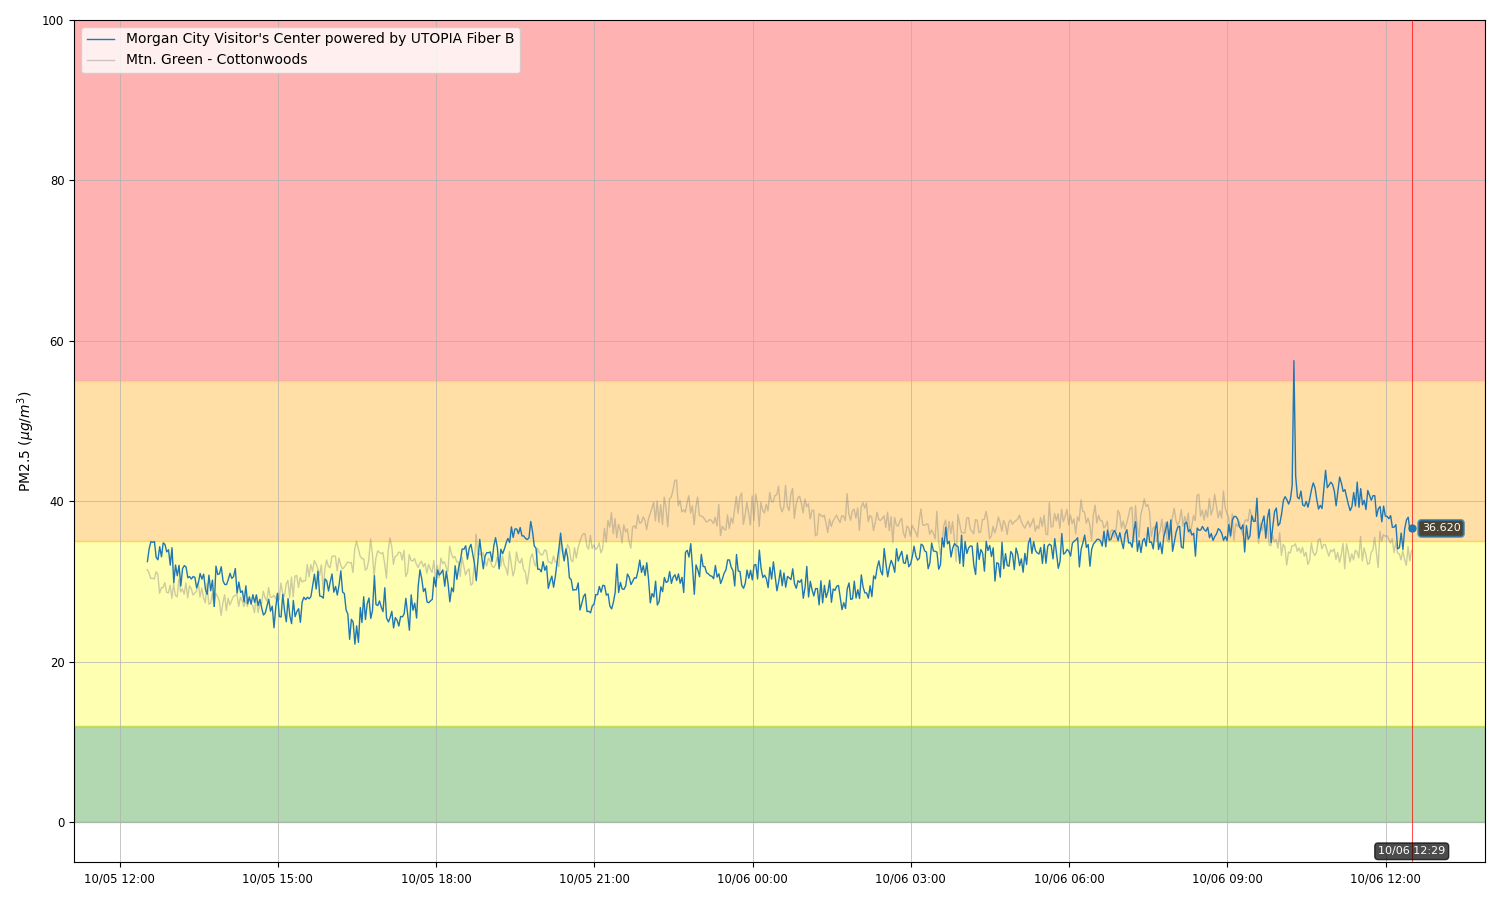 100
Morgan City Visitor's Center powered by UTOPIA Fiber B
Mtn. Green - Cottonwoods
80
60
PM2.5 (µg/m³)
40
36.620
20
0
10/06 12:29
10/05 12:00 10/05 15:00 10/05 18:00 10/05 21:00 10/06 00:00 10/06 03:00 10/06 06:00 10/06 09:00 10/06 12:00